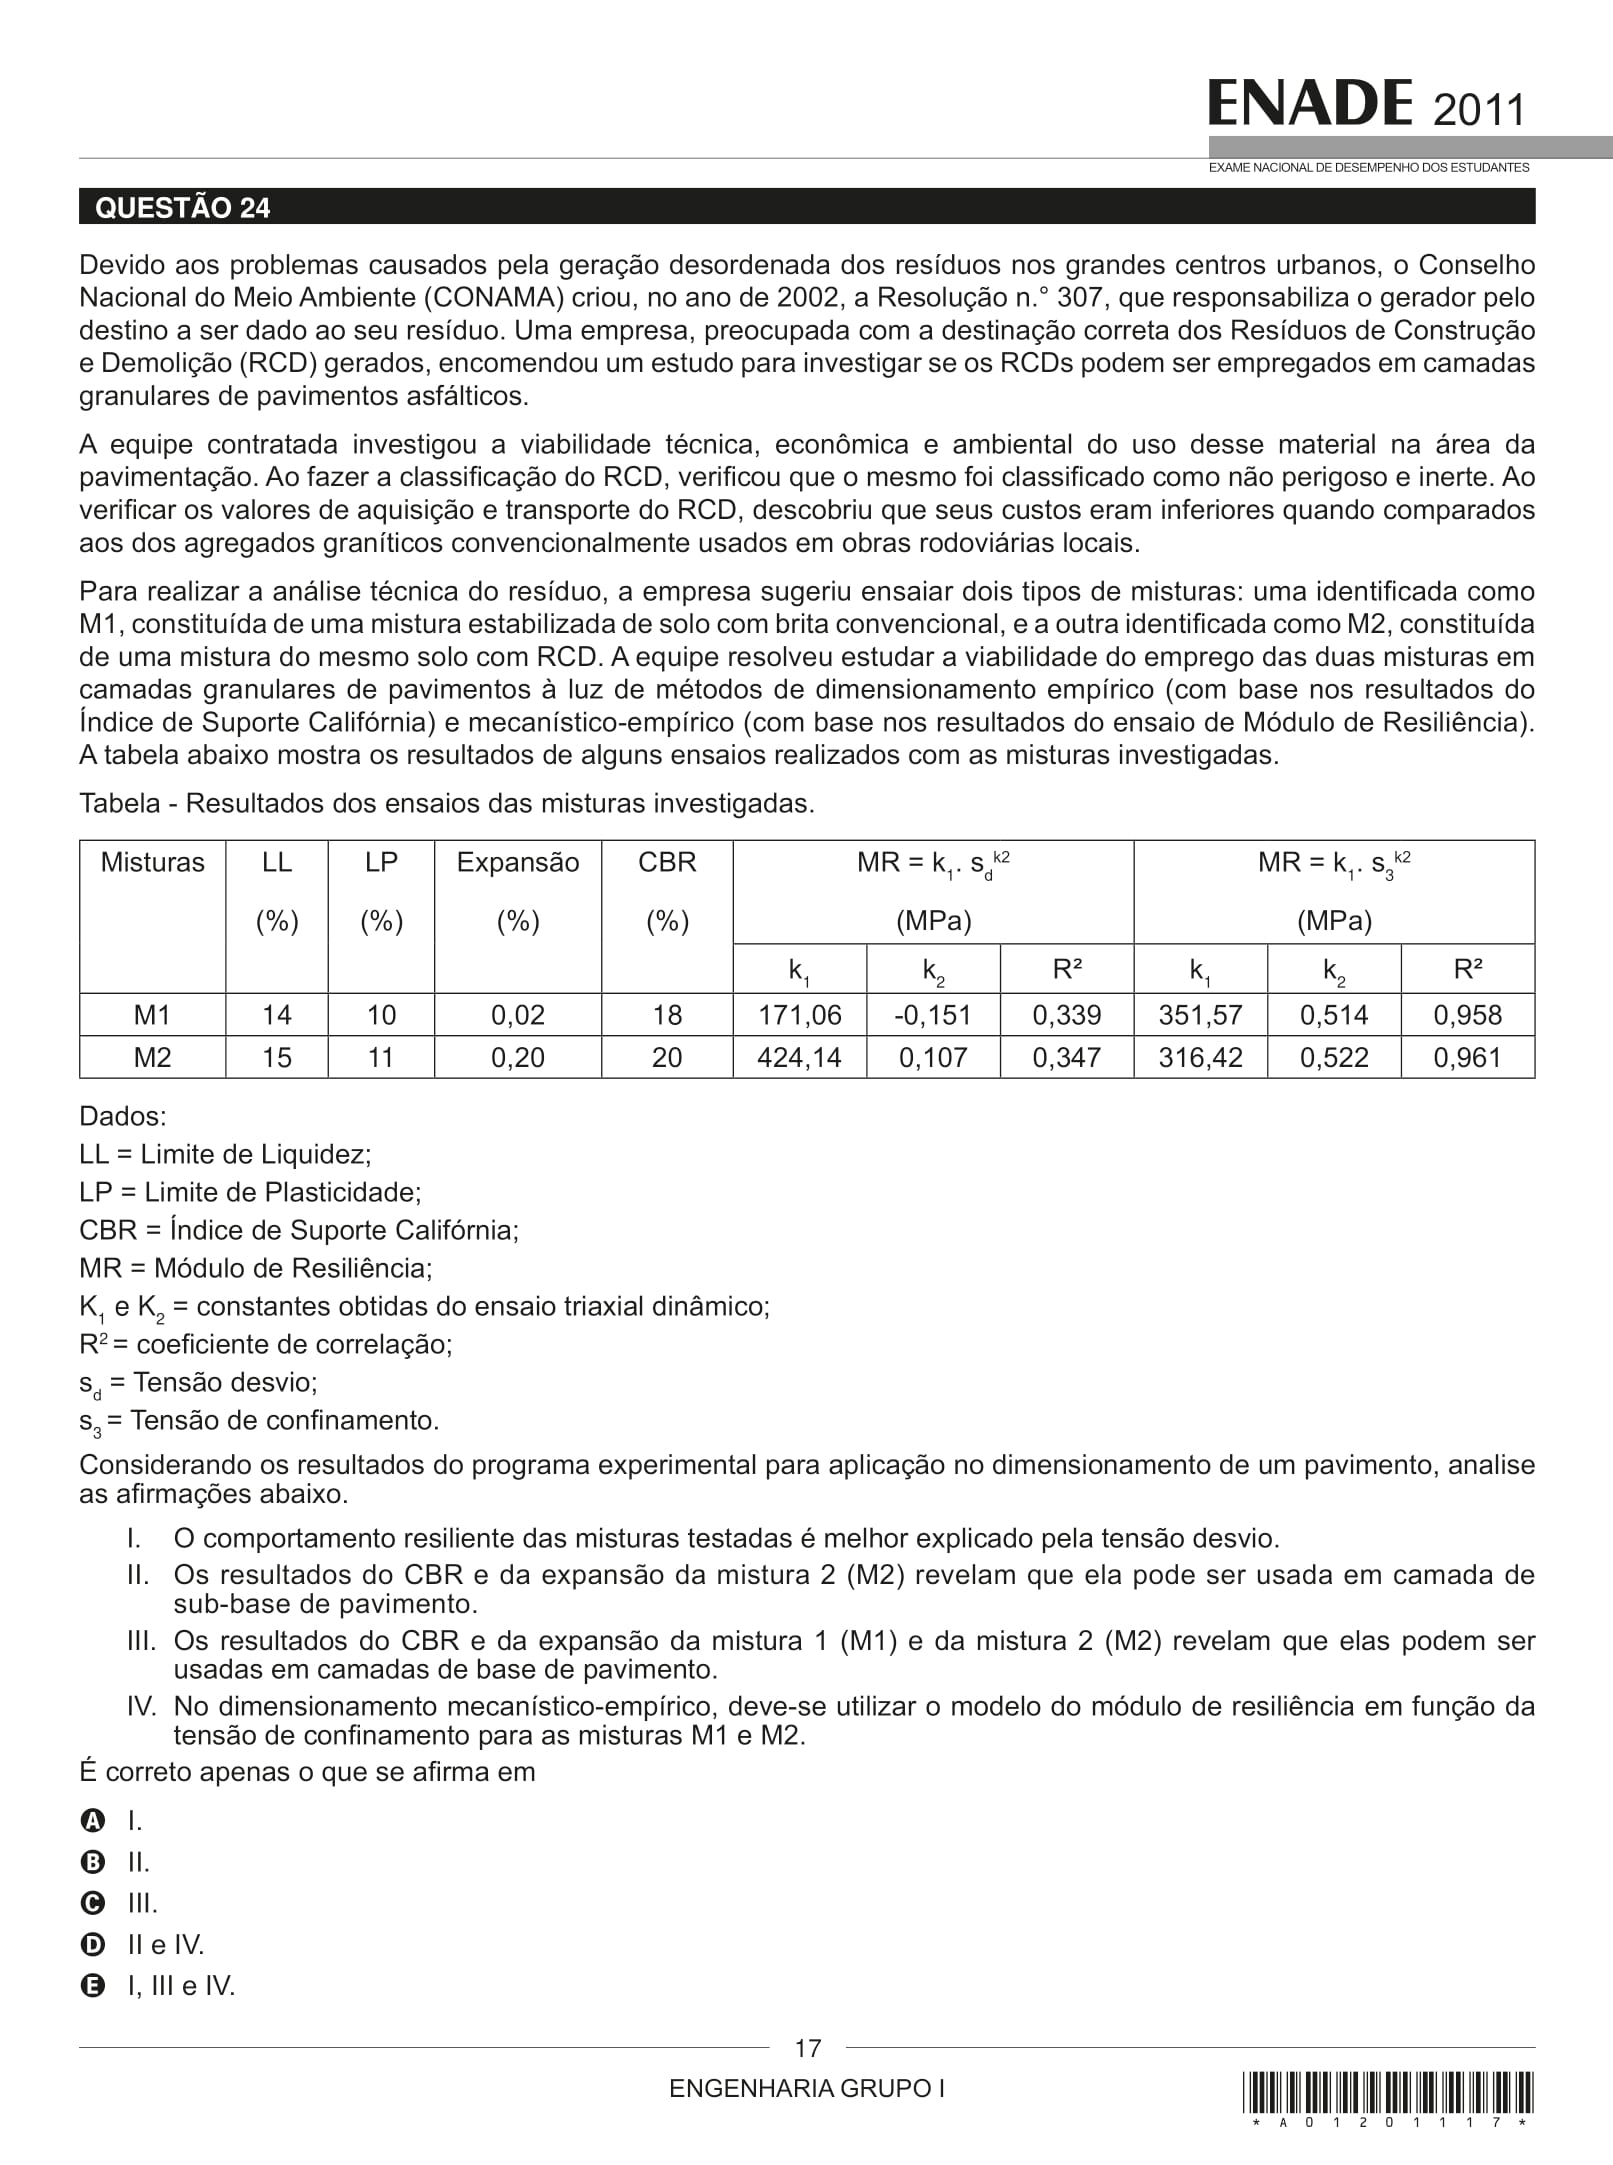 ENADE 2011
EXAME NACIONAL DE DESEMPENHO DOS ESTUDANTES
QUESTÃO 24
Devido aos problemas causados pela geração desordenada dos resíduos nos grandes centros urbanos, o Conselho
Nacional do Meio Ambiente (CONAMA) criou, no ano de 2002, a Resolução n.° 307, que responsabiliza o gerador pelo
destino a ser dado ao seu resíduo. Uma empresa, preocupada com a destinação correta dos Resíduos de Construção
e Demolição (RCD) gerados, encomendou um estudo para investigar se os RCDs podem ser empregados em camadas
granulares de pavimentos asfálticos.
A equipe contratada investigou a viabilidade técnica, econômica e ambiental do uso desse material na área da
pavimentação. Ao fazer a classificação do RCD, verificou que o mesmo foi classificado como não perigoso e inerte. Ao
verificar os valores de aquisição e transporte do RCD, descobriu que seus custos eram inferiores quando comparados
aos dos agregados graníticos convencionalmente usados em obras rodoviárias locais.
Para realizar a análise técnica do resíduo, a empresa sugeriu ensaiar dois tipos de misturas: uma identificada como
M1, constituída de uma mistura estabilizada de solo com brita convencional, e a outra identificada como M2, constituída
de uma mistura do mesmo solo com RCD. A equipe resolveu estudar a viabilidade do emprego das duas misturas em
camadas granulares de pavimentos à luz de métodos de dimensionamento empírico (com base nos resultados do
Índice de Suporte Califórnia) e mecanístico-empírico (com base nos resultados do ensaio de Módulo de Resiliência).
A tabela abaixo mostra os resultados de alguns ensaios realizados com as misturas investigadas.
Tabela - Resultados dos ensaios das misturas investigadas.
Misturas LL LP Expansão CBR MR = k1. sd^k2 MR = k1. s3^k2
(%) (%) (%) (%) (MPa) (MPa)
k1 k2 R² k1 k2 R²
M1 14 10 0,02 18 171,06 -0,151 0,339 351,57 0,514 0,958
M2 15 11 0,20 20 424,14 0,107 0,347 316,42 0,522 0,961
Dados:
LL = Limite de Liquidez;
LP = Limite de Plasticidade;
CBR = Índice de Suporte Califórnia;
MR = Módulo de Resiliência;
K1 e K2 = constantes obtidas do ensaio triaxial dinâmico;
R² = coeficiente de correlação;
sd = Tensão desvio;
s3 = Tensão de confinamento.
Considerando os resultados do programa experimental para aplicação no dimensionamento de um pavimento, analise
as afirmações abaixo.
I. O comportamento resiliente das misturas testadas é melhor explicado pela tensão desvio.
II. Os resultados do CBR e da expansão da mistura 2 (M2) revelam que ela pode ser usada em camada de
sub-base de pavimento.
III. Os resultados do CBR e da expansão da mistura 1 (M1) e da mistura 2 (M2) revelam que elas podem ser
usadas em camadas de base de pavimento.
IV. No dimensionamento mecanístico-empírico, deve-se utilizar o modelo do módulo de resiliência em função da
tensão de confinamento para as misturas M1 e M2.
É correto apenas o que se afirma em
A I.
B II.
C III.
D II e IV.
E I, III e IV.
17
ENGENHARIA GRUPO I
* A 0 1 2 0 1 1 1 7 *